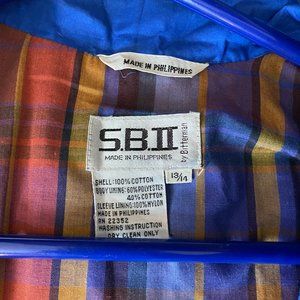 MADE IN PHILIPPINES
S.B.II
by Bitterman
MADE IN PHILIPPINES
SHELL:100% COTTON
BODY LINING:60% POLYESTER
40% COTTON
SLEEVE LINING:100% NYLON
MADE IN PHILIPPINES
RN 22352
WASHING INSTRUCTION
DRY CLEAN ONLY
13/14